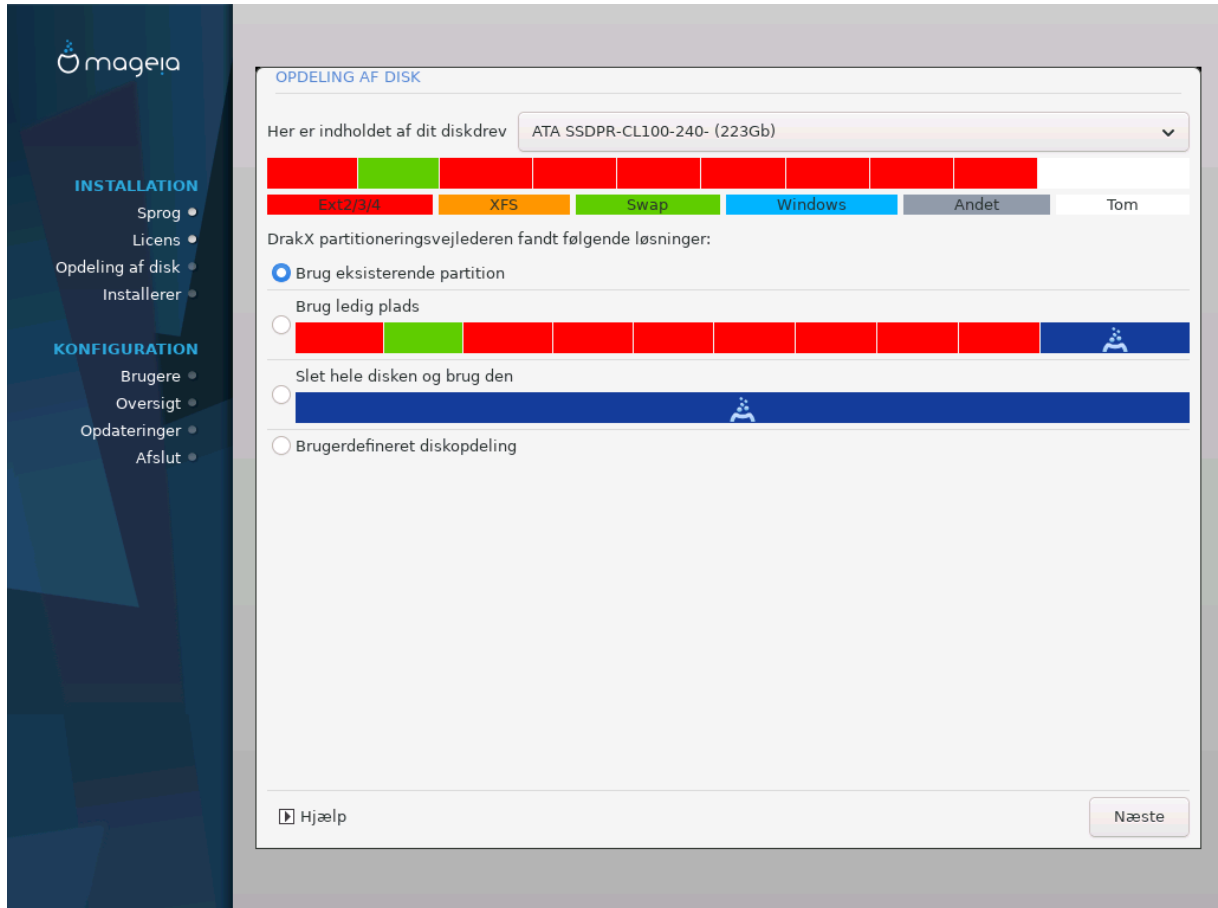 mageia
INSTALLATION
Sprog
Licens
Opdeling af disk
Installerer
KONFIGURATION
Brugere
Oversigt
Opdateringer
Afslut
OPDELING AF DISK
Her er indholdet af dit diskdrev ATA SSDPR-CL100-240- (223Gb)
Ext2/3/4 XFS Swap Windows Andet Tom
DrakX partitioneringsvejlederen fandt følgende løsninger:
Brug eksisterende partition
Brug ledig plads
Slet hele disken og brug den
Brugerdefineret diskopdeling
Hjælp Næste